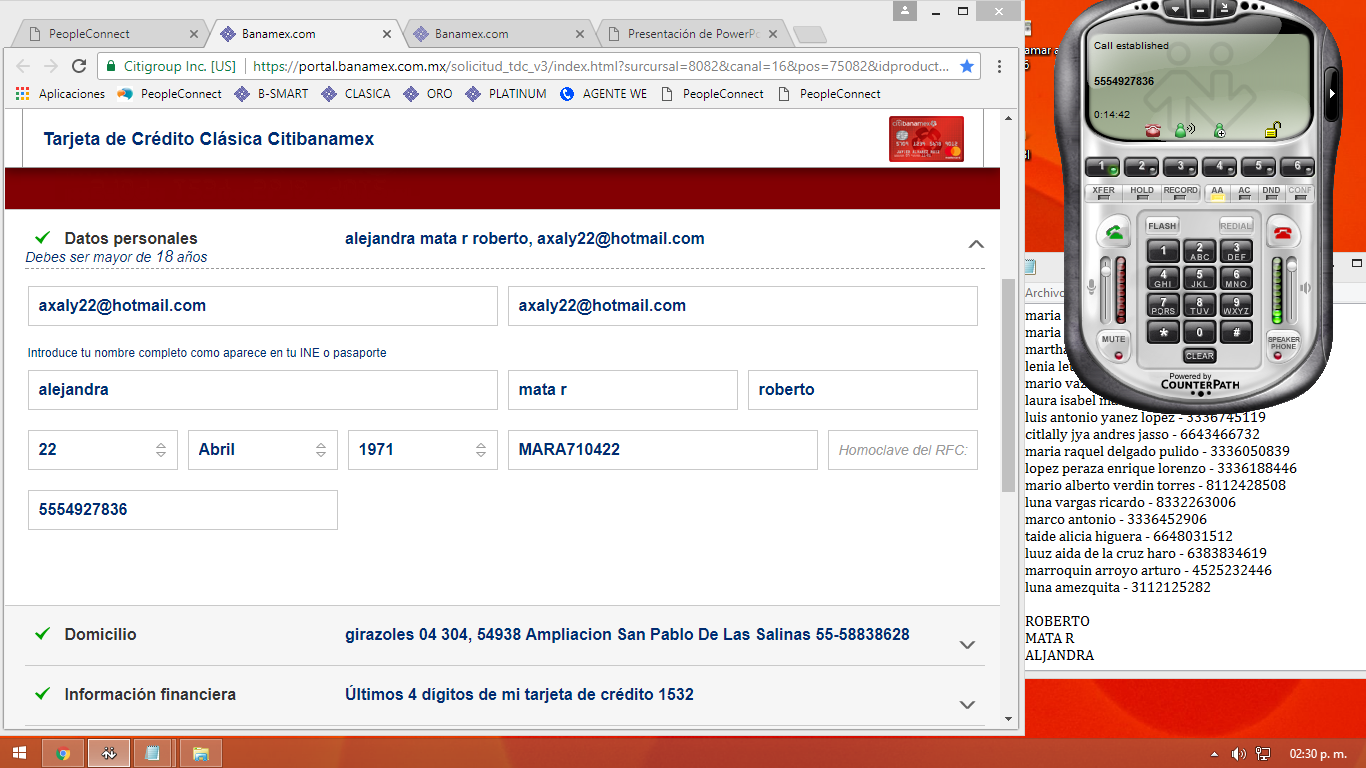 PeopleConnect
Banamex.com
Banamex.com
Presentación de PowerPo
Citigroup Inc. [US]
https://portal.banamex.com.mx/solicitud_tdc_v3/index.html?surcursal=8082&canal=16&pos=75082&idproduct...
Aplicaciones
PeopleConnect
B-SMART
CLASICA
ORO
PLATINUM
AGENTE WE
PeopleConnect
PeopleConnect
Tarjeta de Crédito Clásica Citibanamex
Datos personales
alejandra mata r roberto, axaly22@hotmail.com
Debes ser mayor de 18 años
axaly22@hotmail.com
axaly22@hotmail.com
Introduce tu nombre completo como aparece en tu INE o pasaporte
alejandra
mata r
roberto
22
Abril
1971
MARA710422
Homoclave del RFC:
5554927836
Domicilio
girazoles 04 304, 54938 Ampliacion San Pablo De Las Salinas 55-58838628
Información financiera
Últimos 4 dígitos de mi tarjeta de crédito 1532
Call established
5554927836
0:14:42
1 2 3 4 5 6
XFER HOLD RECORD AA AC DND CONF
FLASH
REDIAL
1 2 ABC 3 DEF
4 GHI 5 JKL 6 MNO
7 PQRS 8 TUV 9 WXYZ
* 0 #
MUTE
CLEAR
SPEAKER PHONE
Powered by
COUNTERPATH
Archivo
maria
maria
martha
mario
luis antonio yanez lopez - 3336745119
citlally jya andres jasso - 6643466732
maria raquel delgado pulido - 3336050839
lopez peraza enrique lorenzo - 3336188446
mario alberto verdin torres - 8112428508
luna vargas ricardo - 8332263006
marco antonio - 3336452906
taide alicia higuera - 6648031512
luuz aida de la cruz haro - 6383834619
marroquin arroyo arturo - 4525232446
luna amezquita - 3112125282
ROBERTO
MATA R
ALJANDRA
02:30 p. m.